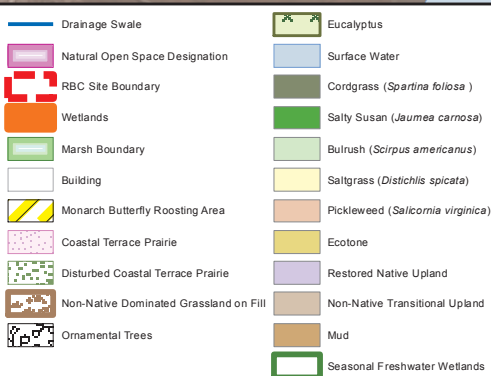 Drainage Swale
Natural Open Space Designation
RBC Site Boundary
Wetlands
Marsh Boundary
Building
Monarch Butterfly Roosting Area
Coastal Terrace Prairie
Disturbed Coastal Terrace Prairie
Non-Native Dominated Grassland on Fill
Ornamental Trees
Eucalyptus
Surface Water
Cordgrass (Spartina foliosa )
Salty Susan (Jaumea carnosa)
Bulrush (Scirpus americanus)
Saltgrass (Distichlis spicata)
Pickleweed (Salicornia virginica)
Ecotone
Restored Native Upland
Non-Native Transitional Upland
Mud
Seasonal Freshwater Wetlands